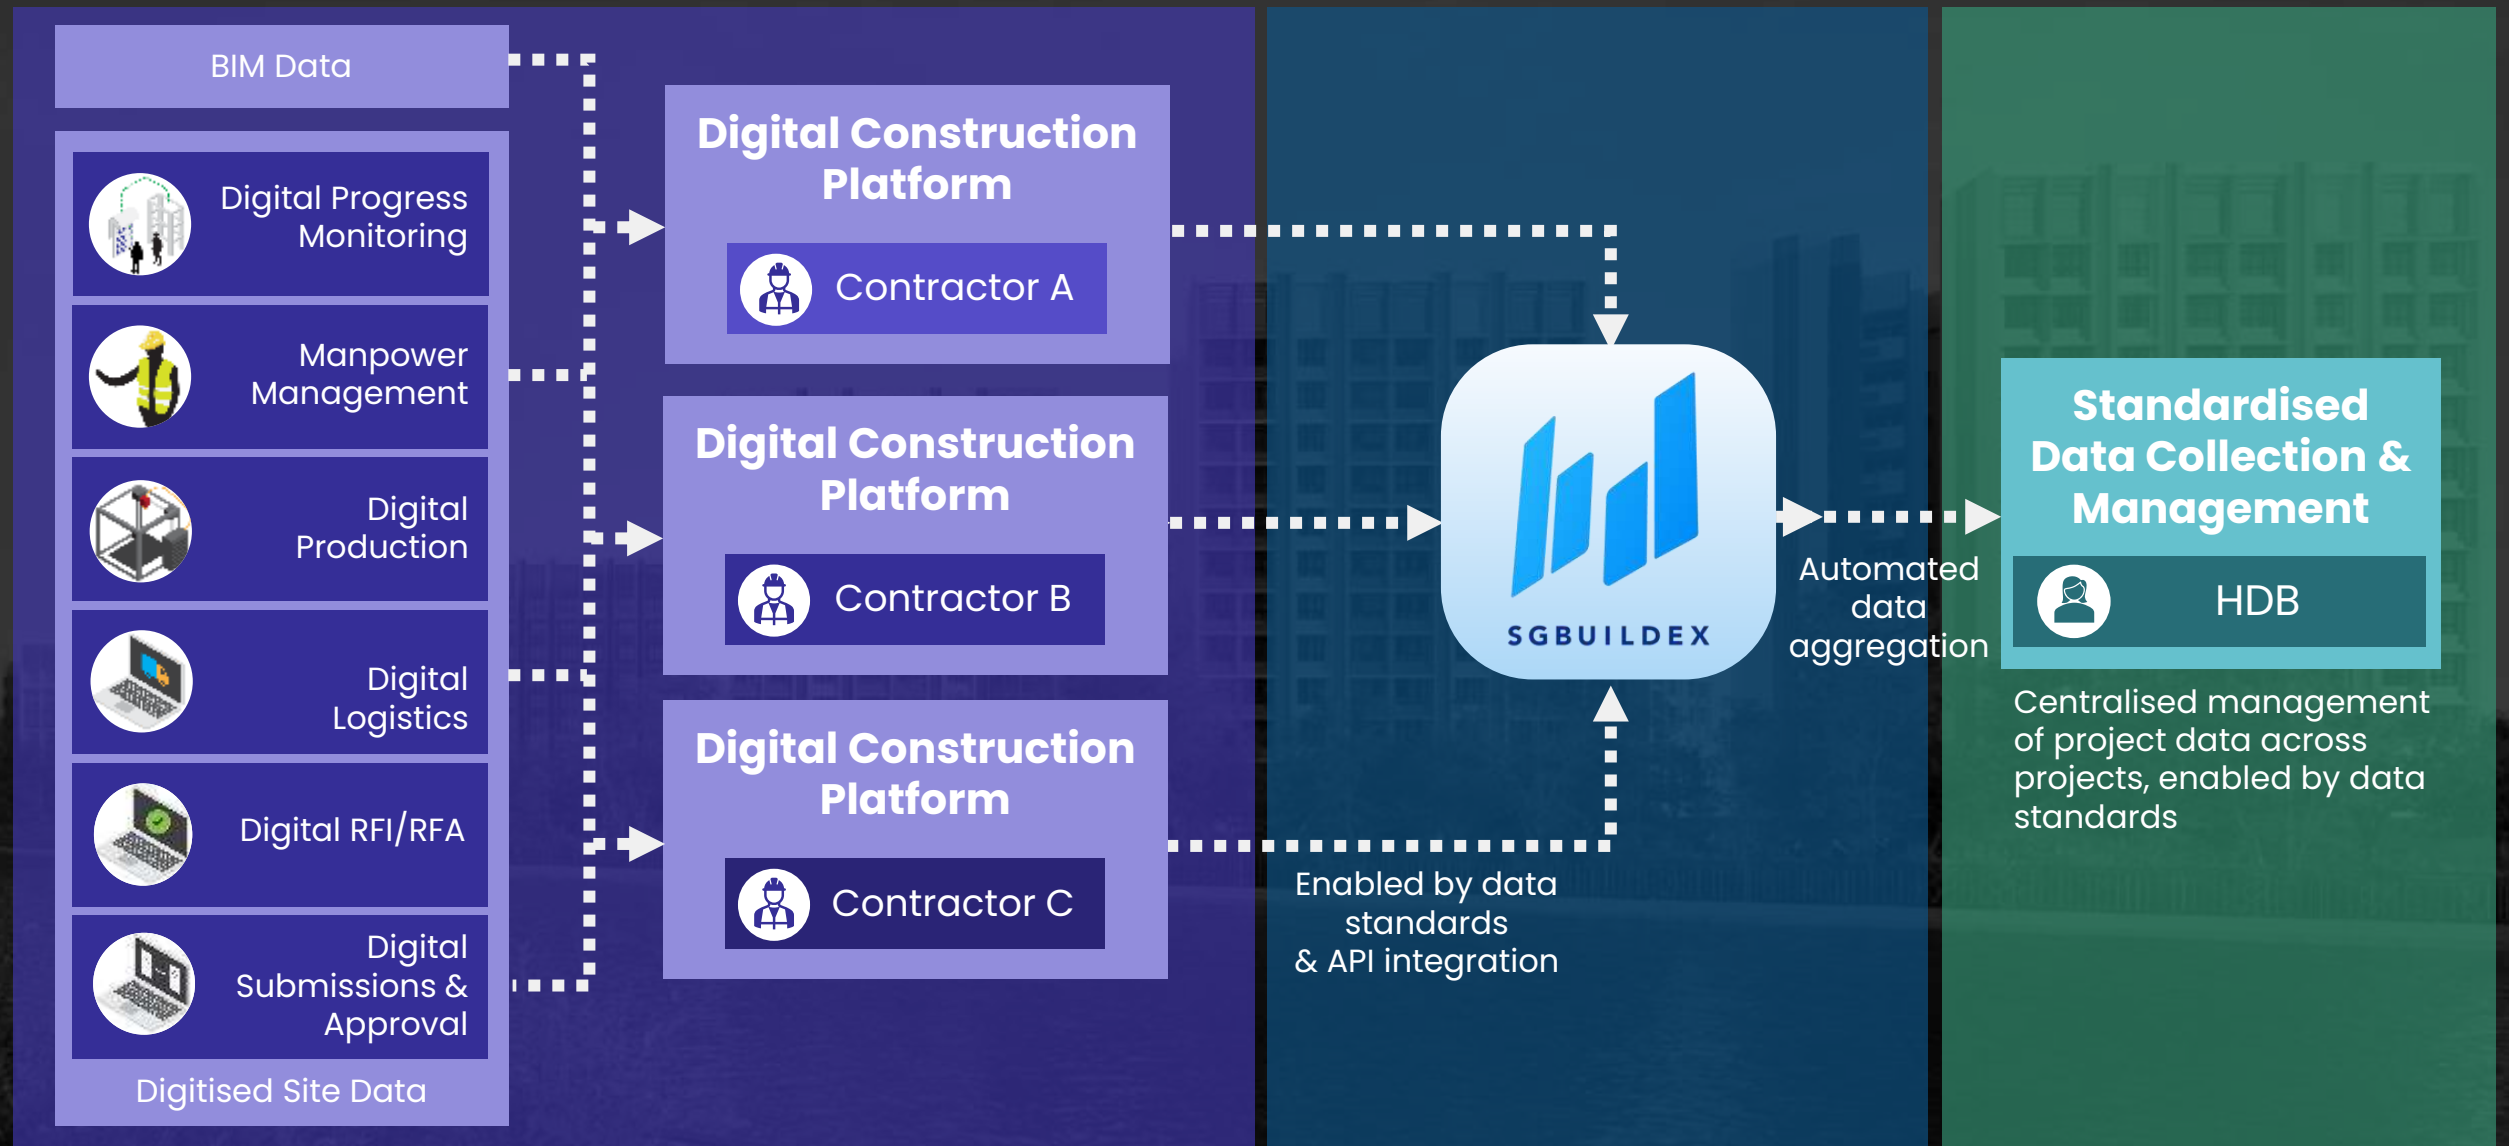 BIM Data
Digital Progress
Monitoring
Manpower
Management
Digital
Production
Digital
Logistics
Digital RFI/RFA
Digital
Submissions &
Approval
Digitised Site Data
Digital Construction
Platform
Contractor A
Digital Construction
Platform
Contractor B
Digital Construction
Platform
Contractor C
Enabled by data
standards
& API integration
SGBUILDEX
Automated
data
aggregation
Standardised
Data Collection &
Management
HDB
Centralised management
of project data across
projects, enabled by data
standards